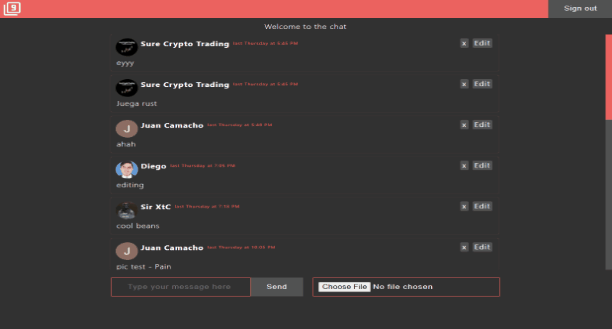 9
Sign out
Welcome to the chat
Sure Crypto Trading last Thursday at 5:45 PM
x Edit
eyyy
Sure Crypto Trading last Thursday at 5:45 PM
x Edit
Juega rust
J Juan Camacho last Thursday at 5:48 PM
x Edit
ahah
Diego last Thursday at 7:05 PM
x Edit
editing
Sir XtC last Thursday at 7:10 PM
x Edit
cool beans
J Juan Camacho last Thursday at 10:35 PM
x Edit
pic test - Pain
Type your message here Send Choose File No file chosen